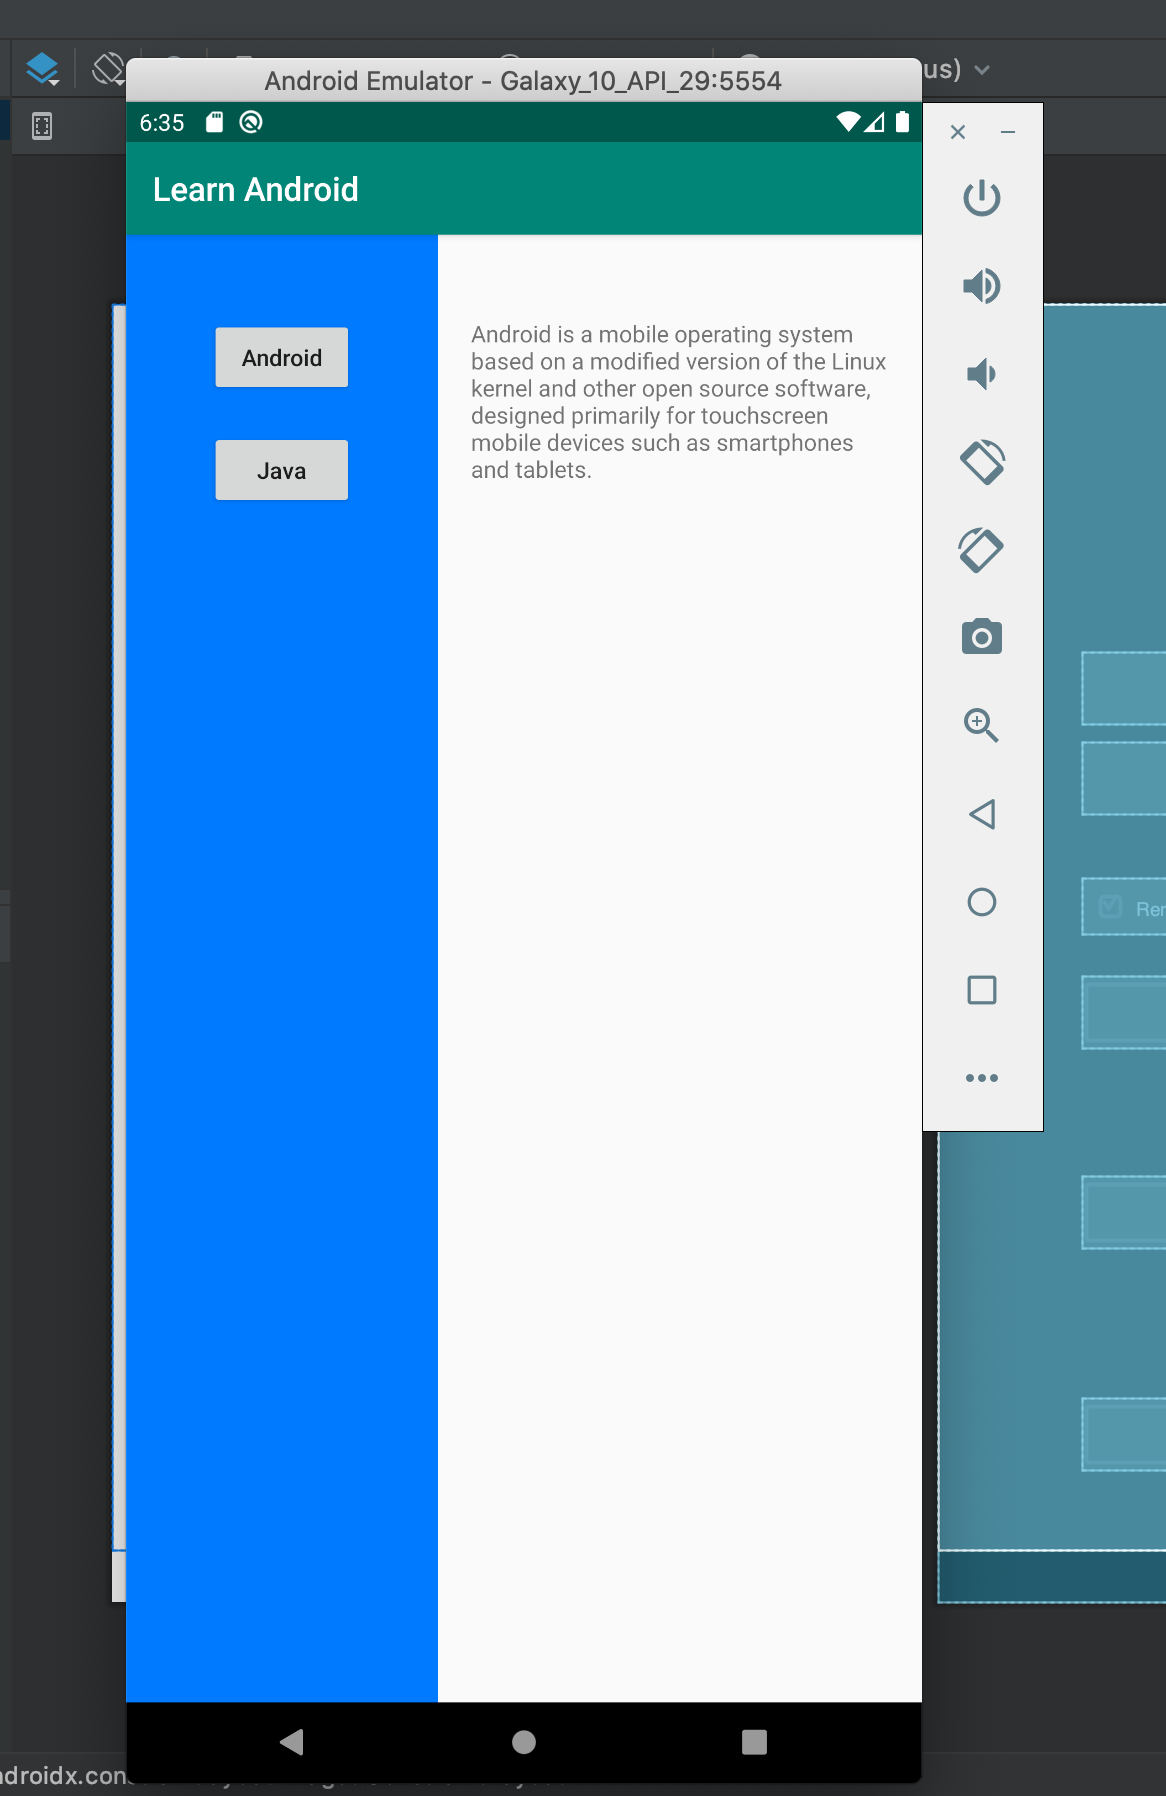 us)
Android Emulator - Galaxy_10_API_29:5554
6:35
Learn Android
Android
Java
Android is a mobile operating system
based on a modified version of the Linux
kernel and other open source software,
designed primarily for touchscreen
mobile devices such as smartphones
and tablets.
Rer
droidx.con